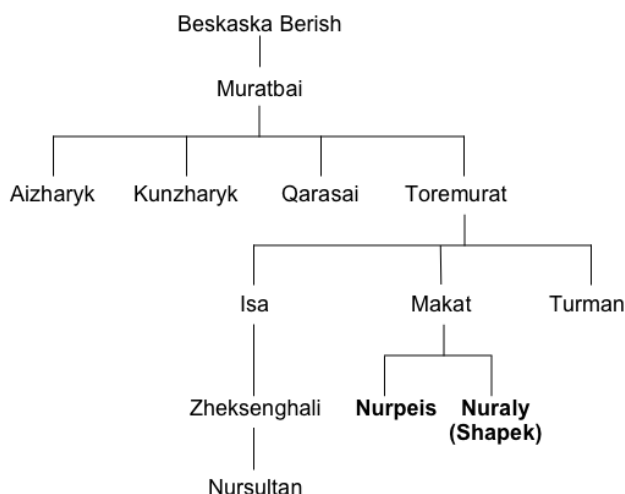 Beskaska Berish
Muratbai
Aizharyk Kunzharyk Qarasai Toremurat
Isa Makat Turman
Zheksenghali Nurpeis Nuraly
(Shapek)
Nursultan